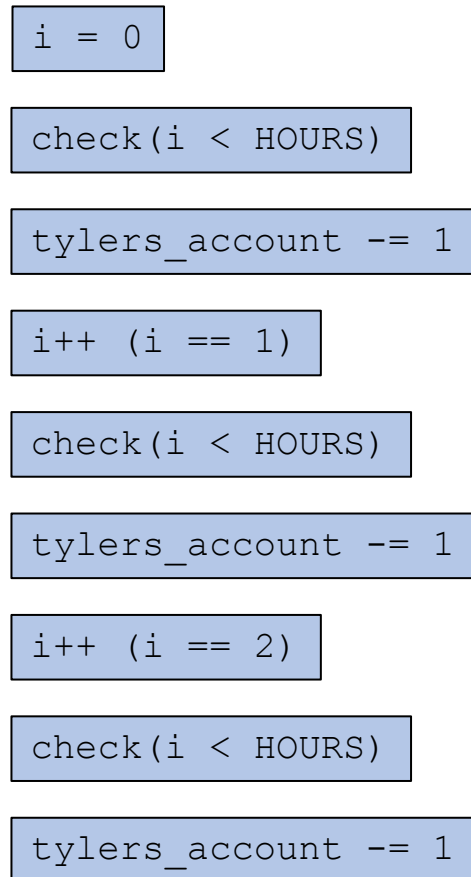 i = 0
check(i < HOURS)
tylers_account -= 1
i++ (i == 1)
check(i < HOURS)
tylers_account -= 1
i++ (i == 2)
check(i < HOURS)
tylers_account -= 1